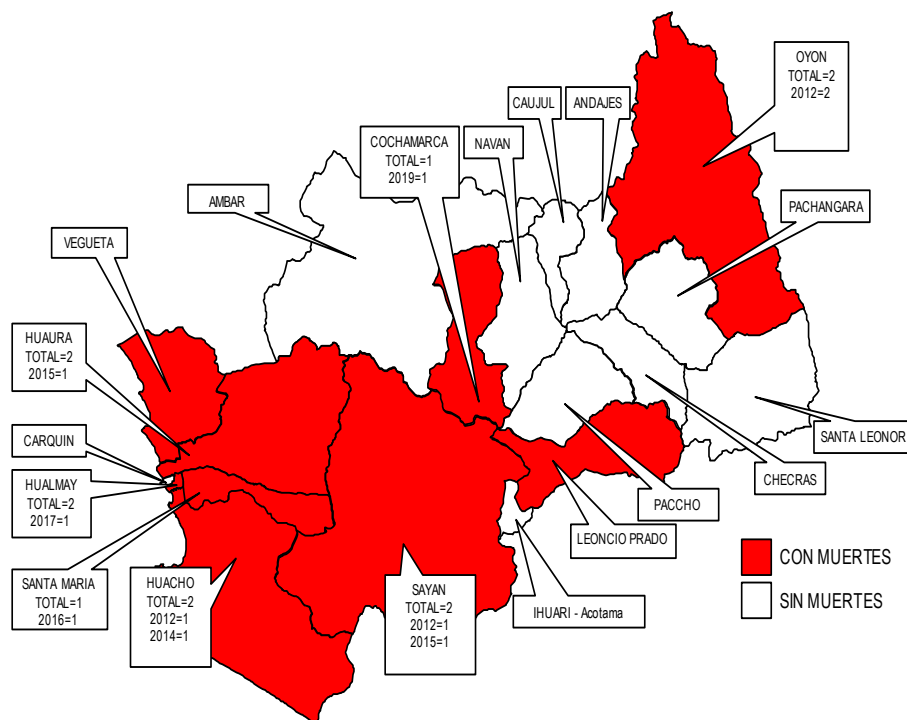 OYON
TOTAL=2
2012=2
CAUJUL
ANDAJES
COCHAMARCA
TOTAL=1
2019=1
NAVAN
AMBAR
PACHANGARA
VEGUETA
HUAURA
TOTAL=2
2015=1
CARQUIN
HUALMAY
TOTAL=2
2017=1
SANTA MARIA
TOTAL=1
2016=1
HUACHO
TOTAL=2
2012=1
2014=1
SAYAN
TOTAL=2
2012=1
2015=1
SANTA LEONOR
CHECRAS
PACCHO
LEONCIO PRADO
IHUARI - Acotama
CON MUERTES
SIN MUERTES